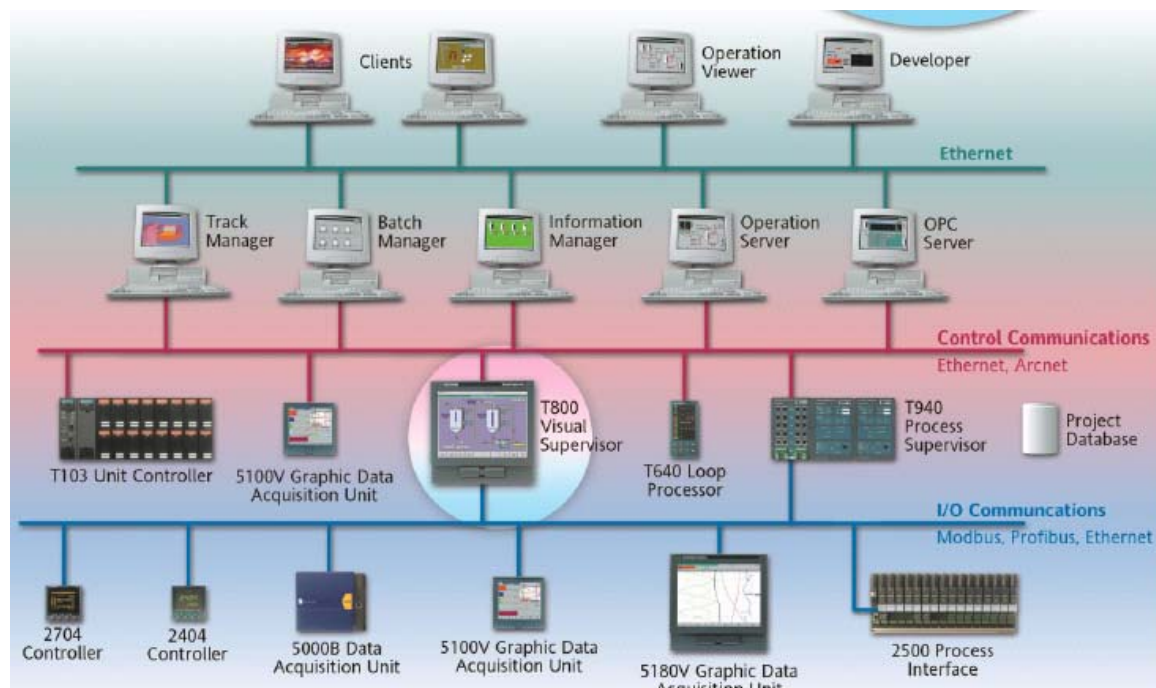 Clients
Operation
Viewer
Developer
Ethernet
Track
Manager
Batch
Manager
Information
Manager
Operation
Server
OPC
Server
Control Communications
Ethernet, Arcnet
T103 Unit Controller
5100V Graphic Data
Acquisition Unit
T800
Visual
Supervisor
T640 Loop
Processor
T940
Process
Supervisor
Project
Database
I/O Communcations
Modbus, Profibus, Ethernet
2704
Controller
2404
Controller
5000B Data
Acquisition Unit
5100V Graphic Data
Acquisition Unit
5180V Graphic Data
Acquisition Unit
2500 Process
Interface